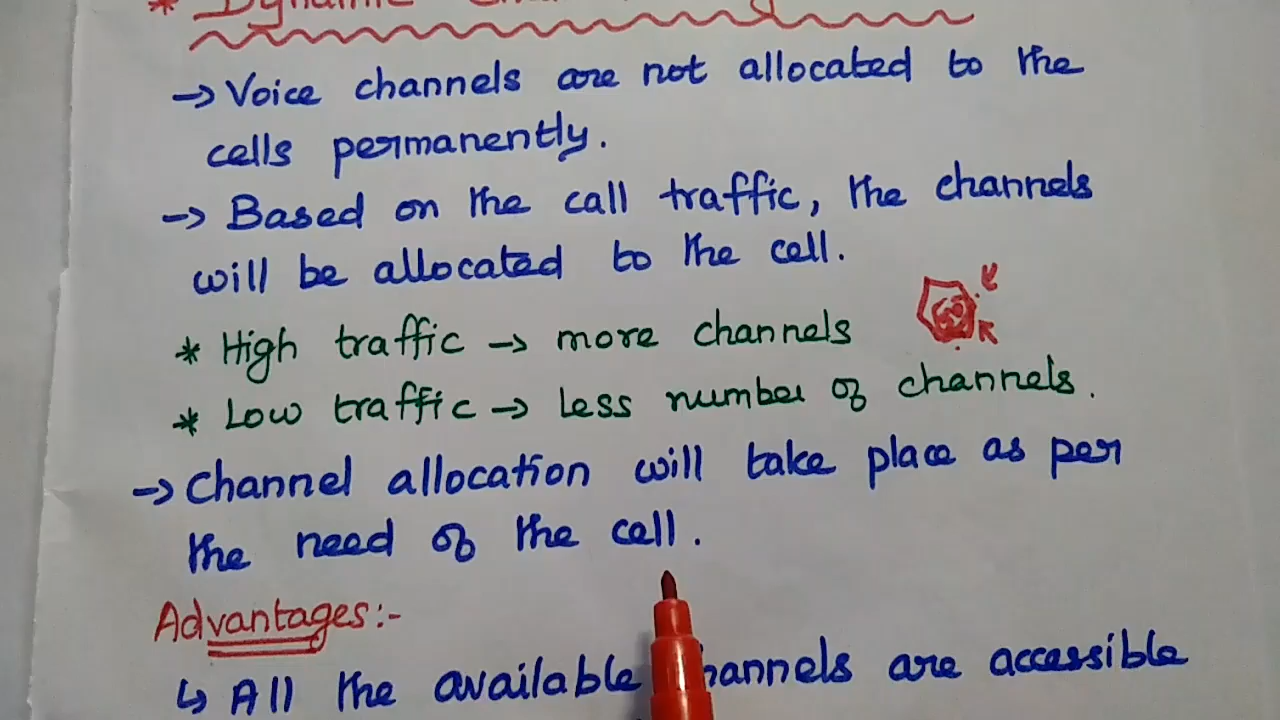 * Dynamic
→ Voice channels are not allocated to the
cells permanently.
→ Based on the call traffic, the channels
will be allocated to the cell.
* High traffic → more channels
* Low traffic → less number of channels.
→ Channel allocation will take place as per
the need of the cell.
Advantages:-
↳ All the available channels are accessible